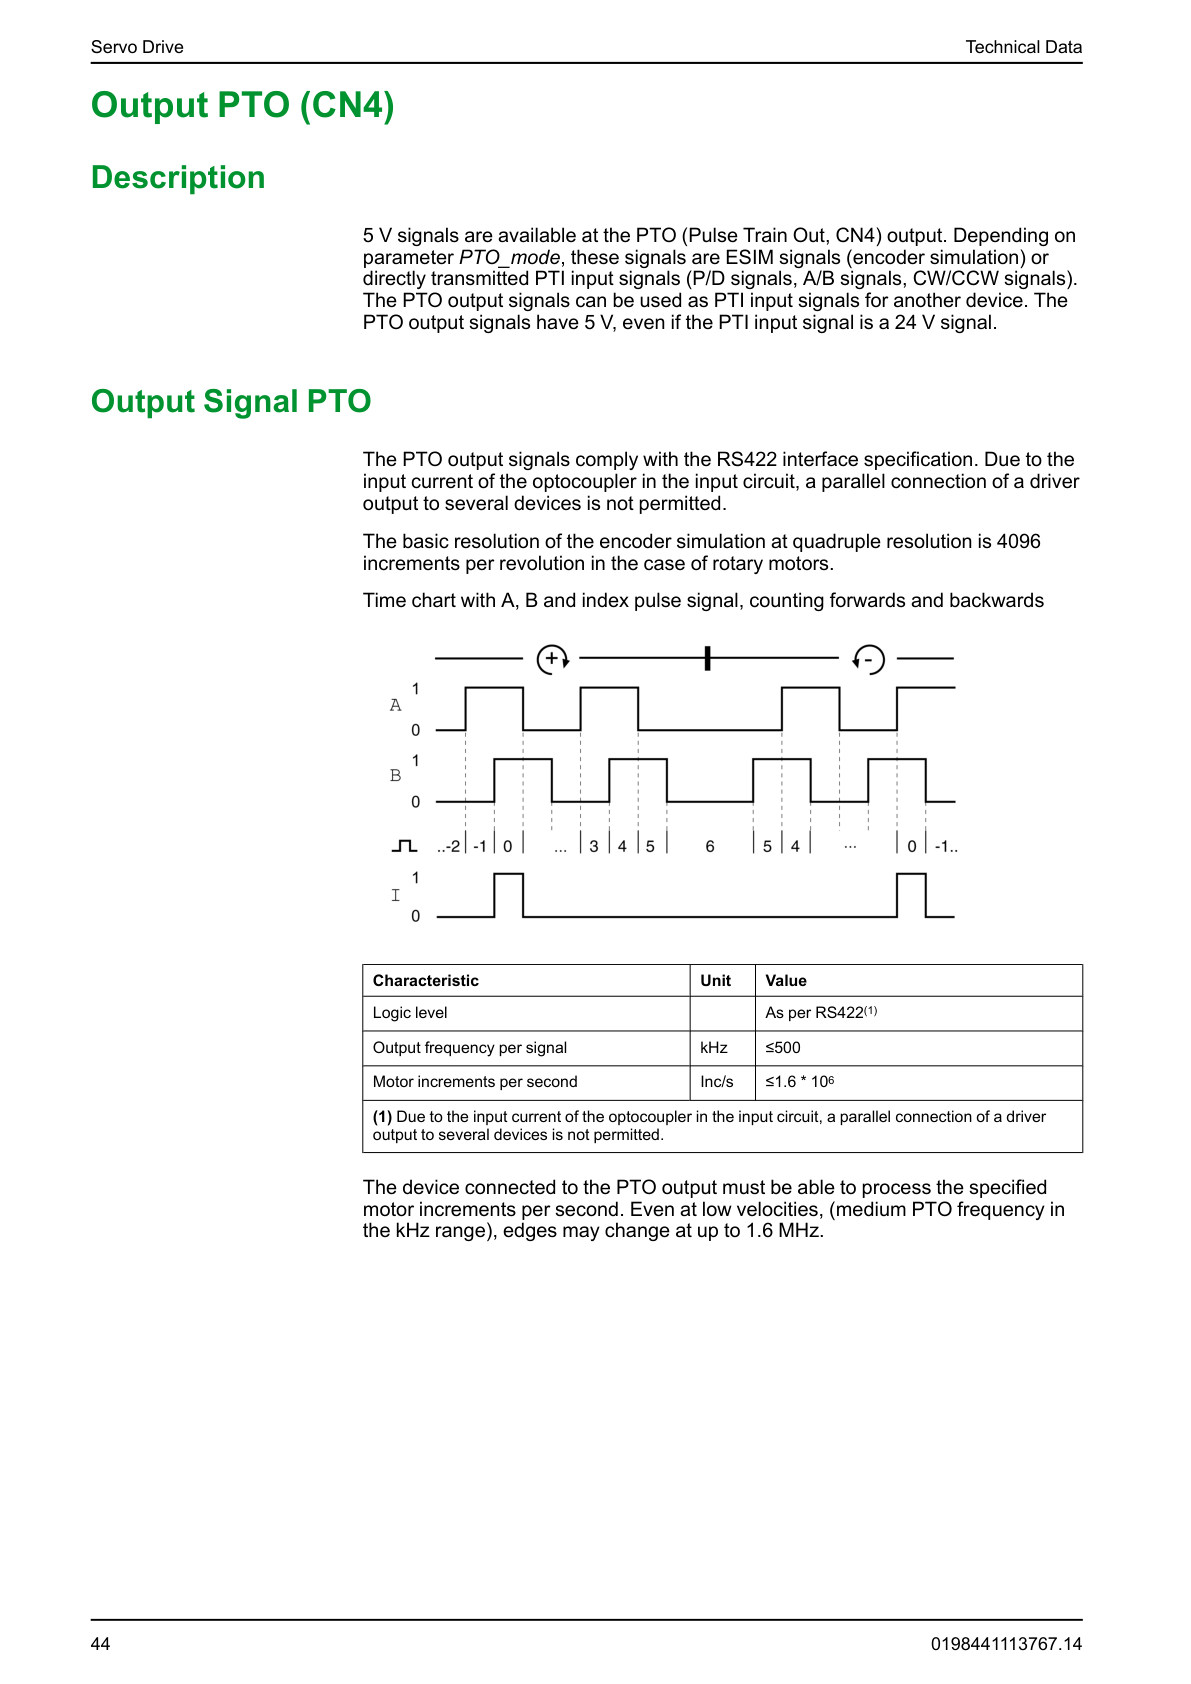 Servo Drive Technical Data
Output PTO (CN4)
Description
5 V signals are available at the PTO (Pulse Train Out, CN4) output. Depending on
parameter PTO_mode, these signals are ESIM signals (encoder simulation) or
directly transmitted PTI input signals (P/D signals, A/B signals, CW/CCW signals).
The PTO output signals can be used as PTI input signals for another device. The
PTO output signals have 5 V, even if the PTI input signal is a 24 V signal.
Output Signal PTO
The PTO output signals comply with the RS422 interface specification. Due to the
input current of the optocoupler in the input circuit, a parallel connection of a driver
output to several devices is not permitted.
The basic resolution of the encoder simulation at quadruple resolution is 4096
increments per revolution in the case of rotary motors.
Time chart with A, B and index pulse signal, counting forwards and backwards
+ -
1
A
0
1
B
0
..-2 -1 0 ... 3 4 5 6 5 4 ... 0 -1..
1
I
0
Characteristic Unit Value
Logic level As per RS422(1)
Output frequency per signal kHz ≤500
Motor increments per second Inc/s ≤1.6 * 10⁶
(1) Due to the input current of the optocoupler in the input circuit, a parallel connection of a driver
output to several devices is not permitted.
The device connected to the PTO output must be able to process the specified
motor increments per second. Even at low velocities, (medium PTO frequency in
the kHz range), edges may change at up to 1.6 MHz.
44 0198441113767.14